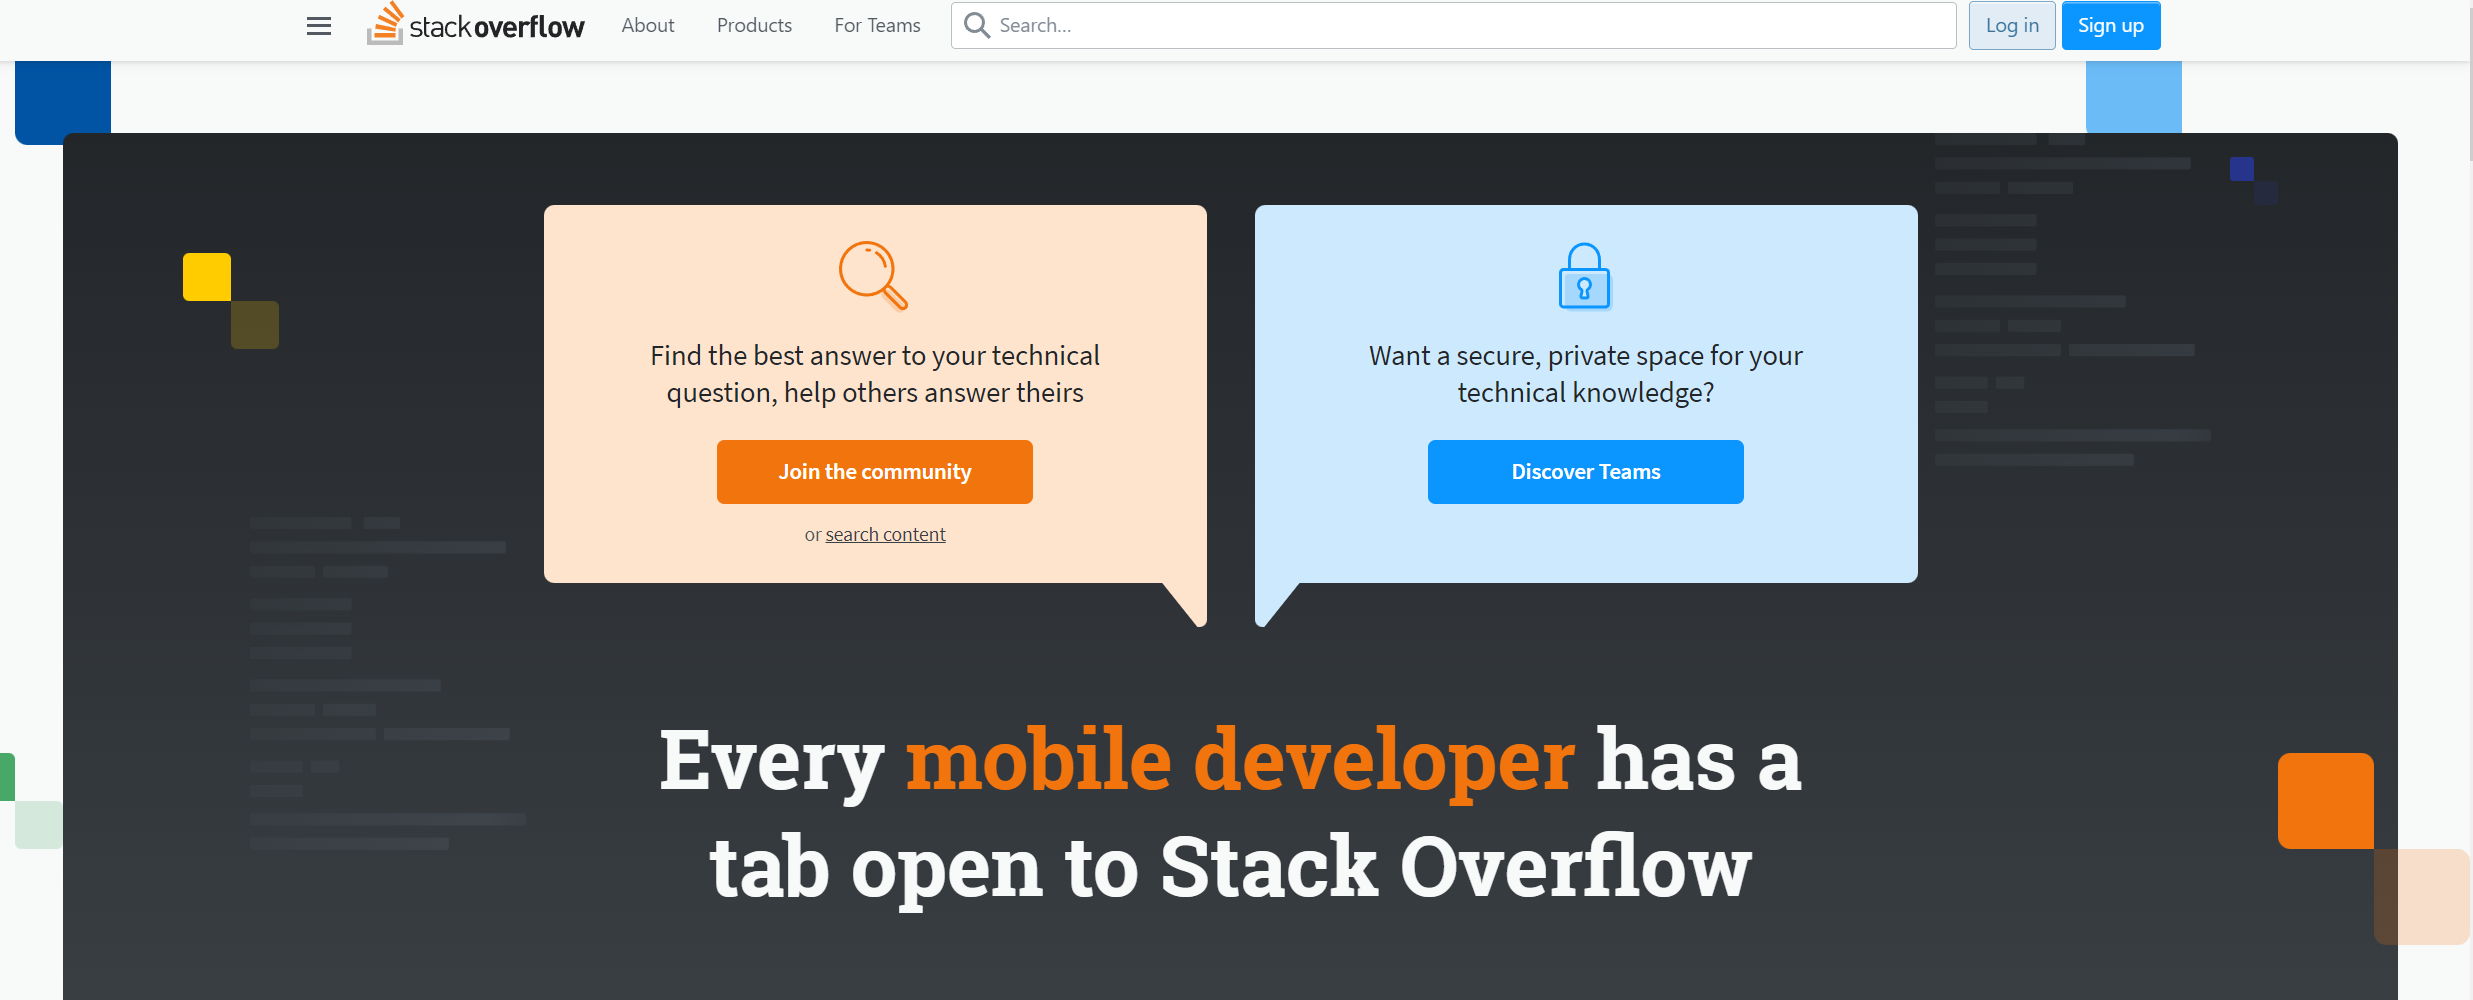 stack overflow
About
Products
For Teams
Search...
Log in
Sign up
Find the best answer to your technical
question, help others answer theirs
Join the community
or search content
Want a secure, private space for your
technical knowledge?
Discover Teams
Every mobile developer has a
tab open to Stack Overflow